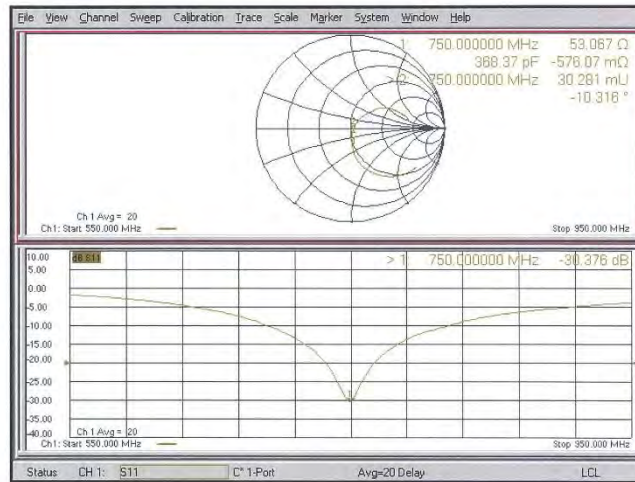 File View Channel Sweep Calibration Trace Scale Marker System Window Help
1 750.000000 MHz 53.067 Ω
368.37 pF -576.07 mΩ
> 2 750.000000 MHz 30.281 mU
-10.316 °
Ch 1 Avg = 20
Ch1: Start 550.000 MHz
Stop 950.000 MHz
10.00
dB S11
> 1 750.000000 MHz -30.376 dB
5.00
0.00
-5.00
-10.00
-15.00
-20.00
-25.00
-30.00
1
-35.00
-40.00
Ch 1 Avg = 20
Ch1: Start 550.000 MHz
Stop 950.000 MHz
Status CH 1: S11 C* 1-Port Avg=20 Delay LCL